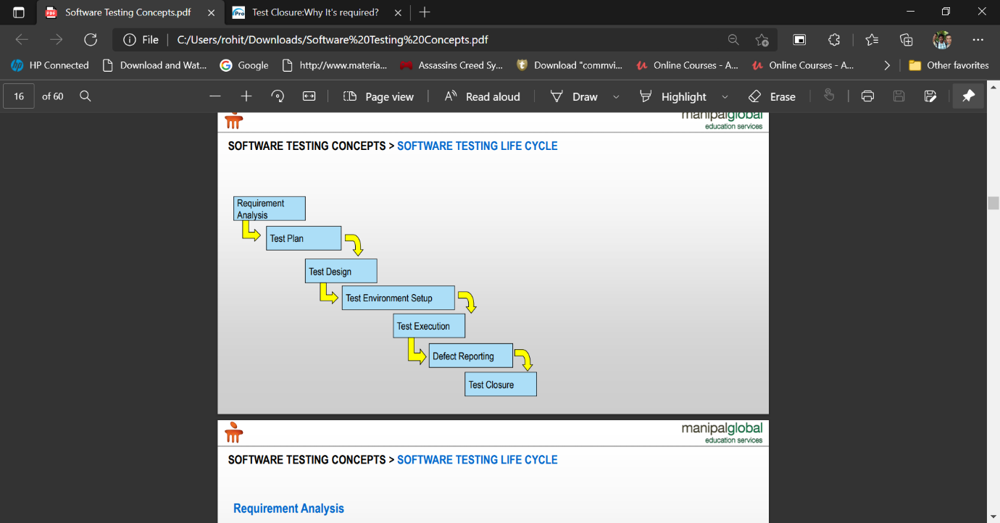 Software Testing Concepts.pdf
Test Closure:Why It's required?
File
C:/Users/rohit/Downloads/Software%20Testing%20Concepts.pdf
HP Connected
Download and Wat...
Google
http://www.materia...
Assassins Creed Sy...
Download "commvi...
Online Courses - A...
Online Courses - A...
Other favorites
16 of 60
Page view
Read aloud
Draw
Highlight
Erase
manipalglobal
education services
SOFTWARE TESTING CONCEPTS > SOFTWARE TESTING LIFE CYCLE
Requirement
Analysis
Test Plan
Test Design
Test Environment Setup
Test Execution
Defect Reporting
Test Closure
manipalglobal
education services
SOFTWARE TESTING CONCEPTS > SOFTWARE TESTING LIFE CYCLE
Requirement Analysis